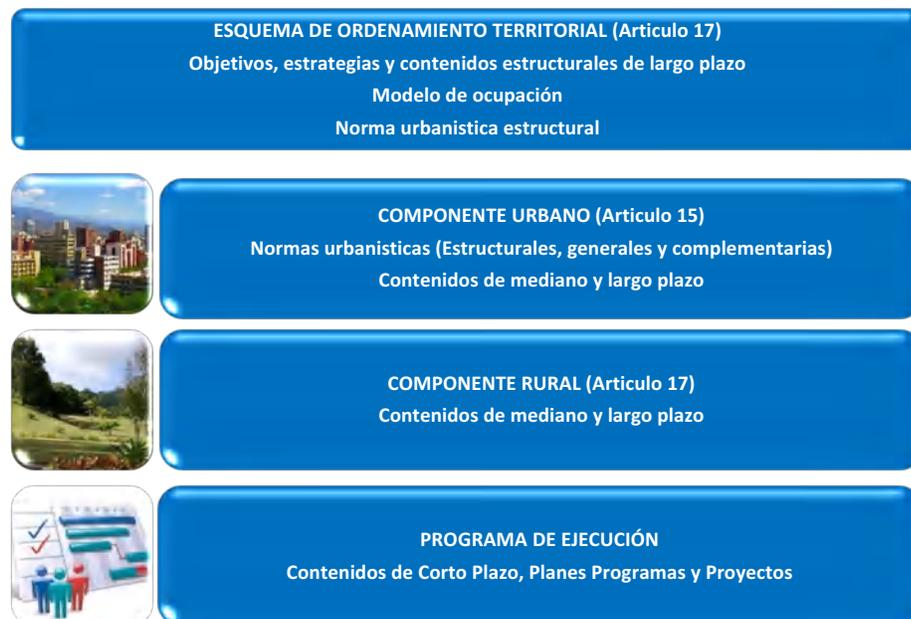 ESQUEMA DE ORDENAMIENTO TERRITORIAL (Articulo 17)
Objetivos, estrategias y contenidos estructurales de largo plazo
Modelo de ocupación
Norma urbanistica estructural
COMPONENTE URBANO (Articulo 15)
Normas urbanisticas (Estructurales, generales y complementarias)
Contenidos de mediano y largo plazo
COMPONENTE RURAL (Articulo 17)
Contenidos de mediano y largo plazo
PROGRAMA DE EJECUCIÓN
Contenidos de Corto Plazo, Planes Programas y Proyectos